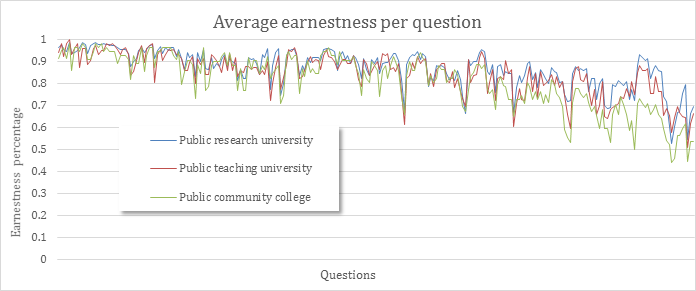 Average earnestness per question
Earnestness percentage
1
0.9
0.8
0.7
0.6
0.5
0.4
0.3
0.2
0.1
0
Public research university
Public teaching university
Public community college
Questions